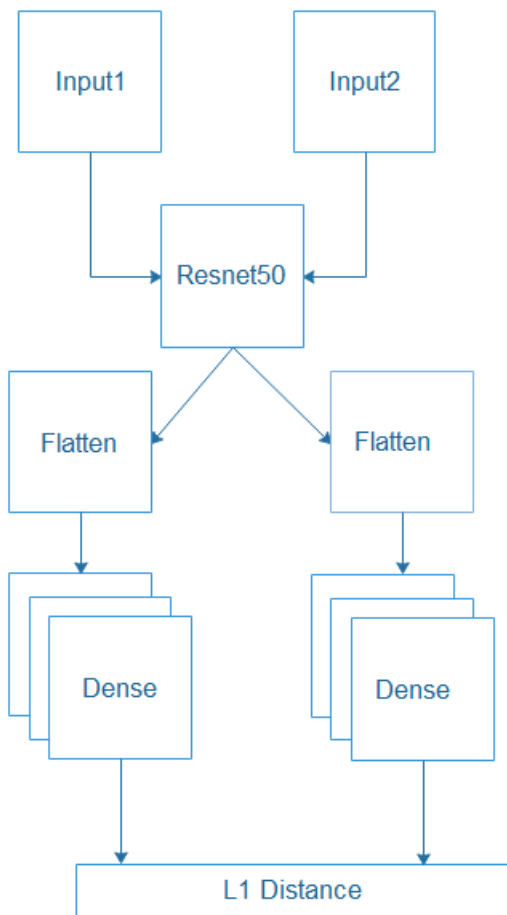 Input1
Input2
Resnet50
Flatten
Flatten
Dense
Dense
L1 Distance